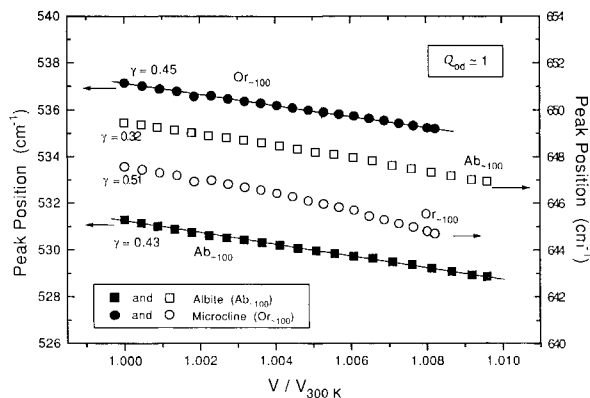 540
538
536
534
532
530
528
526
Peak Position (cm⁻¹)
654
652
650
648
646
644
642
640
Peak Position (cm⁻¹)
Q_od ≃ 1
γ = 0.45
Or~100
γ = 0.32
Ab~100
γ = 0.51
Or~100
γ = 0.43
Ab~100
■ and □ Albite (Ab~100)
● and ○ Microcline (Or~100)
1.000 1.002 1.004 1.006 1.008 1.010
V / V300 K